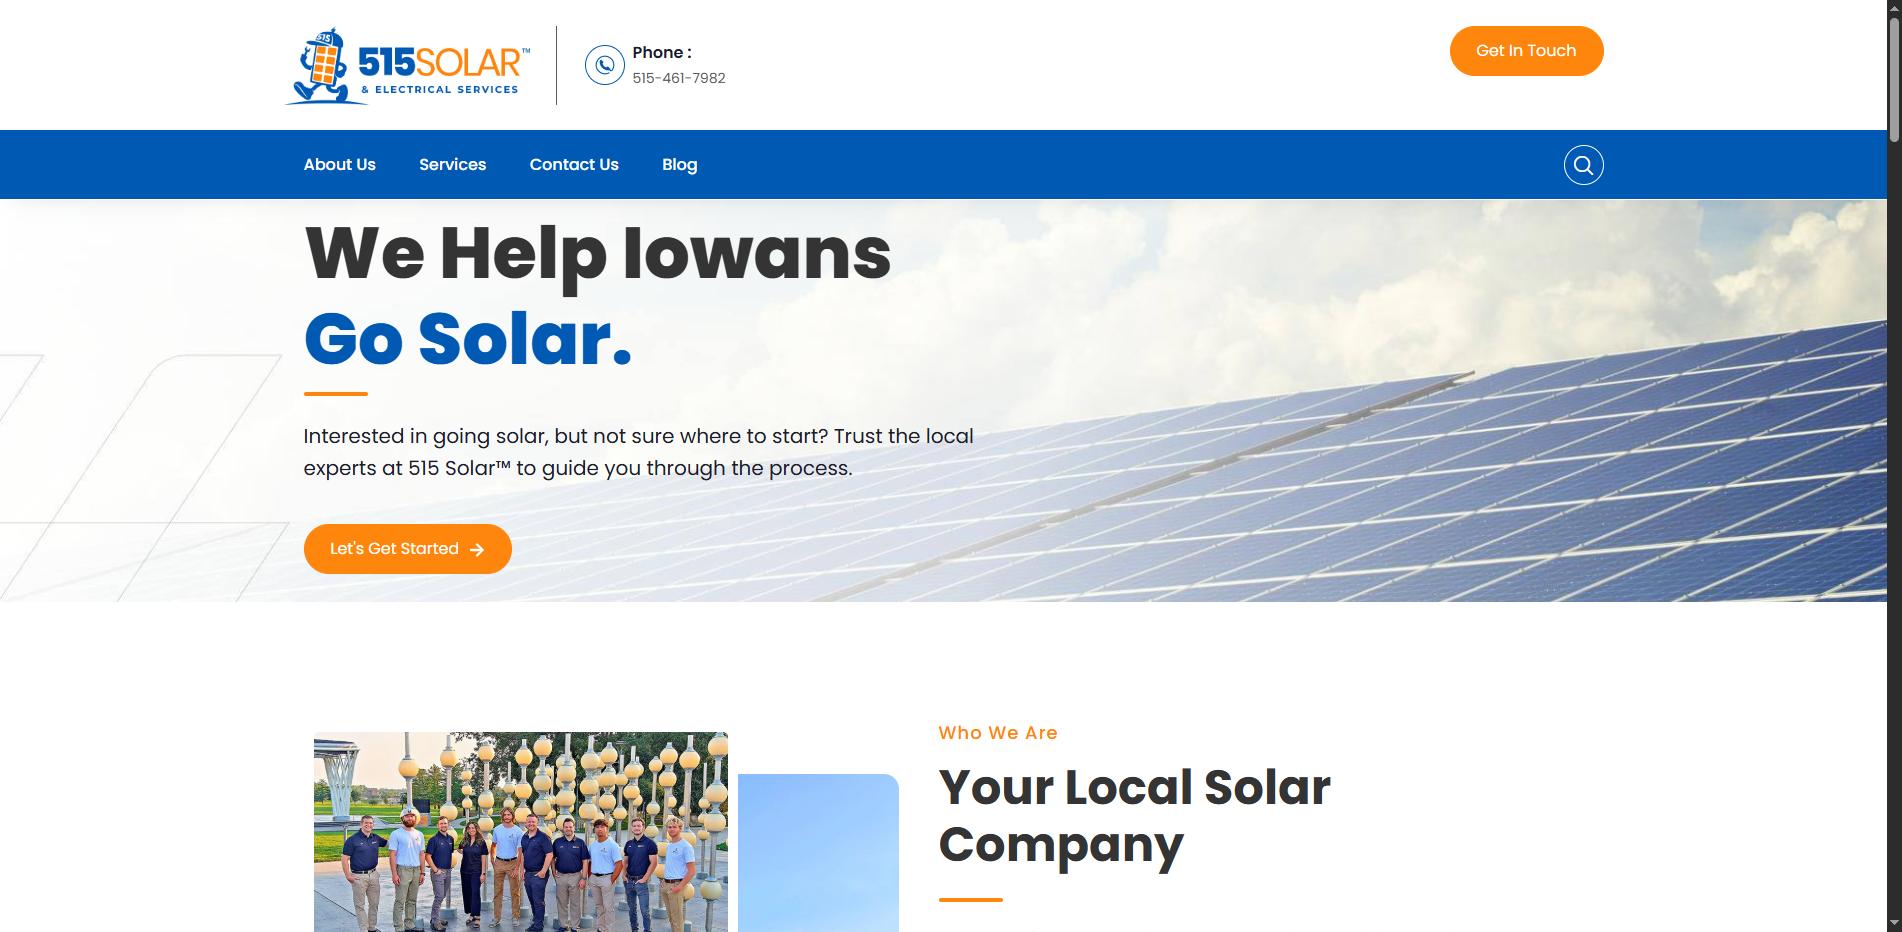 515
515SOLAR™
& ELECTRICAL SERVICES
Phone :
515-461-7982
Get In Touch
About Us
Services
Contact Us
Blog
We Help Iowans
Go Solar.
Interested in going solar, but not sure where to start? Trust the local
experts at 515 Solar™ to guide you through the process.
Let's Get Started
Who We Are
Your Local Solar
Company